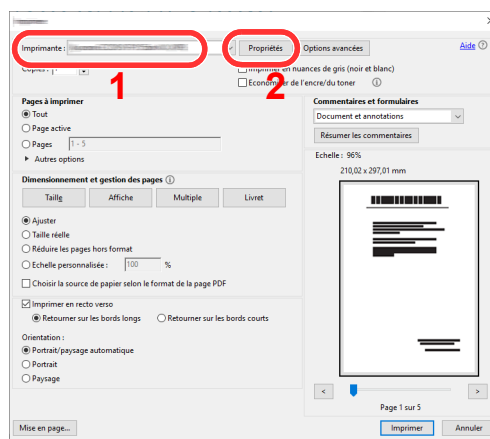 Imprimante :
Propriétés
Options avancées
Aide
Copies :
Imprimer en nuances de gris (noir et blanc)
Economiser de l'encre/du toner
1
2
Pages à imprimer
Tout
Page active
Pages 1 - 5
Autres options
Commentaires et formulaires
Document et annotations
Résumer les commentaires
Echelle : 96%
210,02 x 297,01 mm
Dimensionnement et gestion des pages
Taille Affiche Multiple Livret
Ajuster
Taille réelle
Réduire les pages hors format
Echelle personnalisée : 100 %
Choisir la source de papier selon le format de la page PDF
Imprimer en recto verso
Retourner sur les bords longs Retourner sur les bords courts
Orientation :
Portrait/paysage automatique
Portrait
Paysage
< >
Page 1 sur 5
Mise en page...
Imprimer Annuler